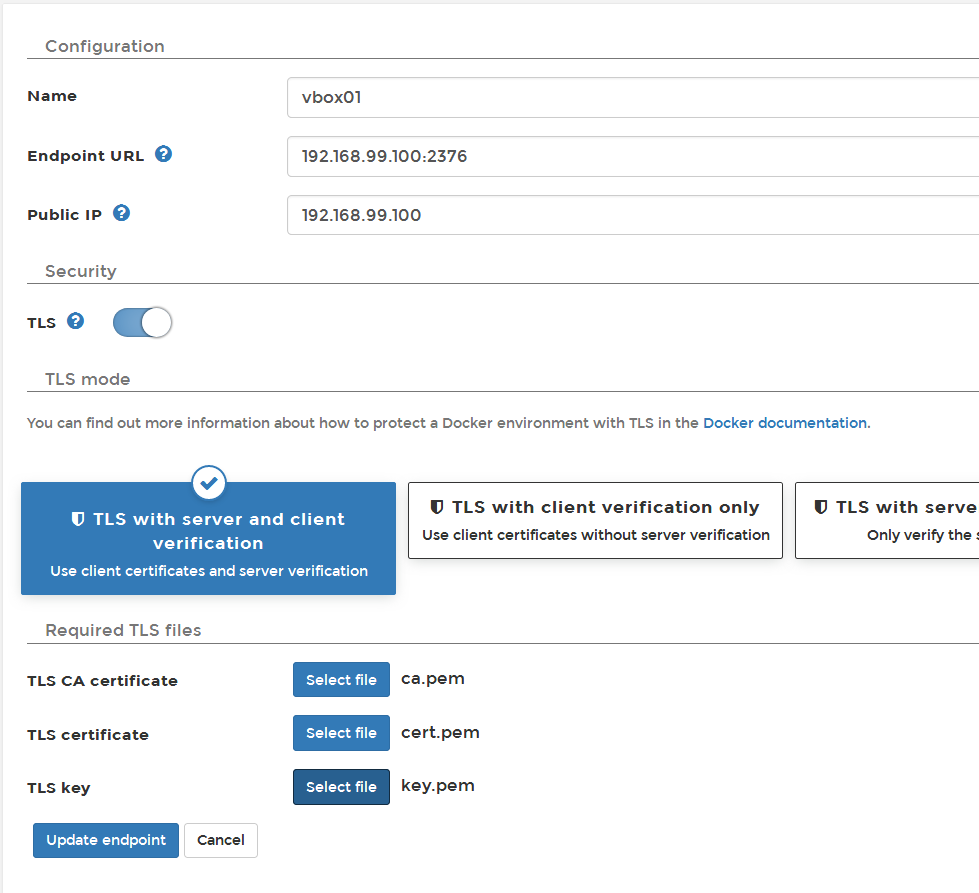 Configuration
Name
vbox01
Endpoint URL ?
192.168.99.100:2376
Public IP ?
192.168.99.100
Security
TLS ?
TLS mode
You can find out more information about how to protect a Docker environment with TLS in the Docker documentation.
TLS with server and client
verification
Use client certificates and server verification
TLS with client verification only
Use client certificates without server verification
TLS with
Only verify the
Required TLS files
TLS CA certificate
Select file
ca.pem
TLS certificate
Select file
cert.pem
TLS key
Select file
key.pem
Update endpoint
Cancel